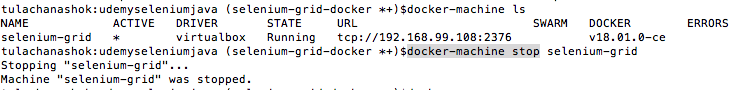 tulachanashok:udemyseleniumjava (selenium-grid-docker *+)$docker-machine ls
NAME ACTIVE DRIVER STATE URL SWARM DOCKER ERRORS
selenium-grid * virtualbox Running tcp://192.168.99.108:2376 v18.01.0-ce
tulachanashok:udemyseleniumjava (selenium-grid-docker *+)$docker-machine stop selenium-grid
Stopping "selenium-grid"...
Machine "selenium-grid" was stopped.